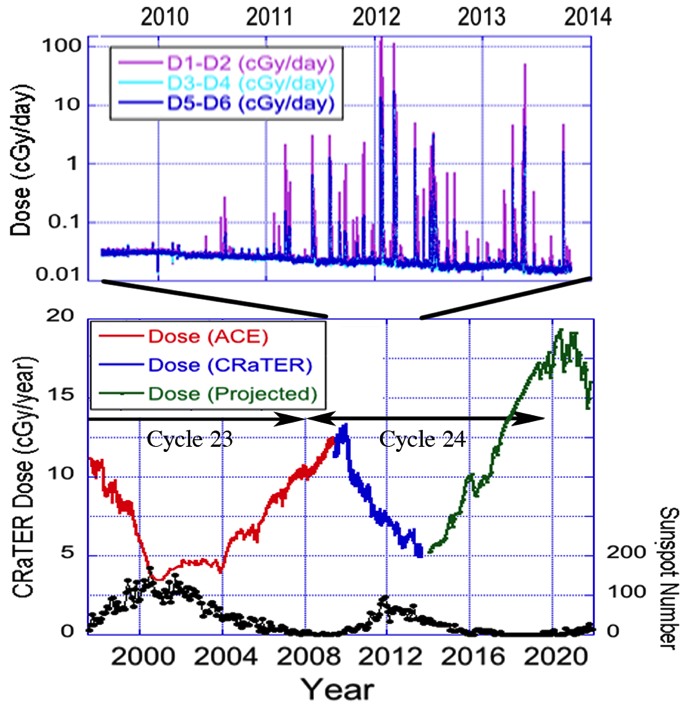 2010 2011 2012 2013 2014
Dose (cGy/day)
100
10
1
0.1
0.01
D1-D2 (cGy/day)
D3-D4 (cGy/day)
D5-D6 (cGy/day)
CRaTER Dose (cGy/year)
20
15
10
5
0
Dose (ACE)
Dose (CRaTER)
Dose (Projected)
Cycle 23
Cycle 24
200
100
0
Sunspot Number
2000 2004 2008 2012 2016 2020
Year